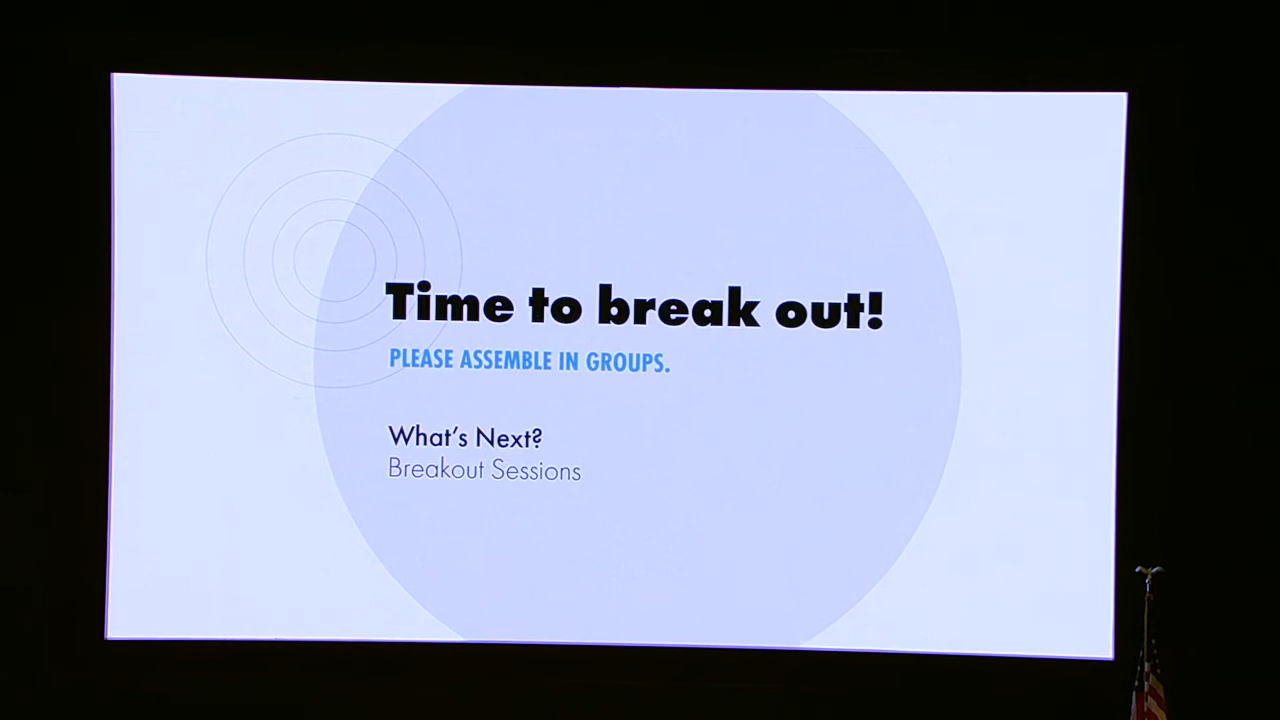 Time to break out!
PLEASE ASSEMBLE IN GROUPS.
What's Next?
Breakout Sessions